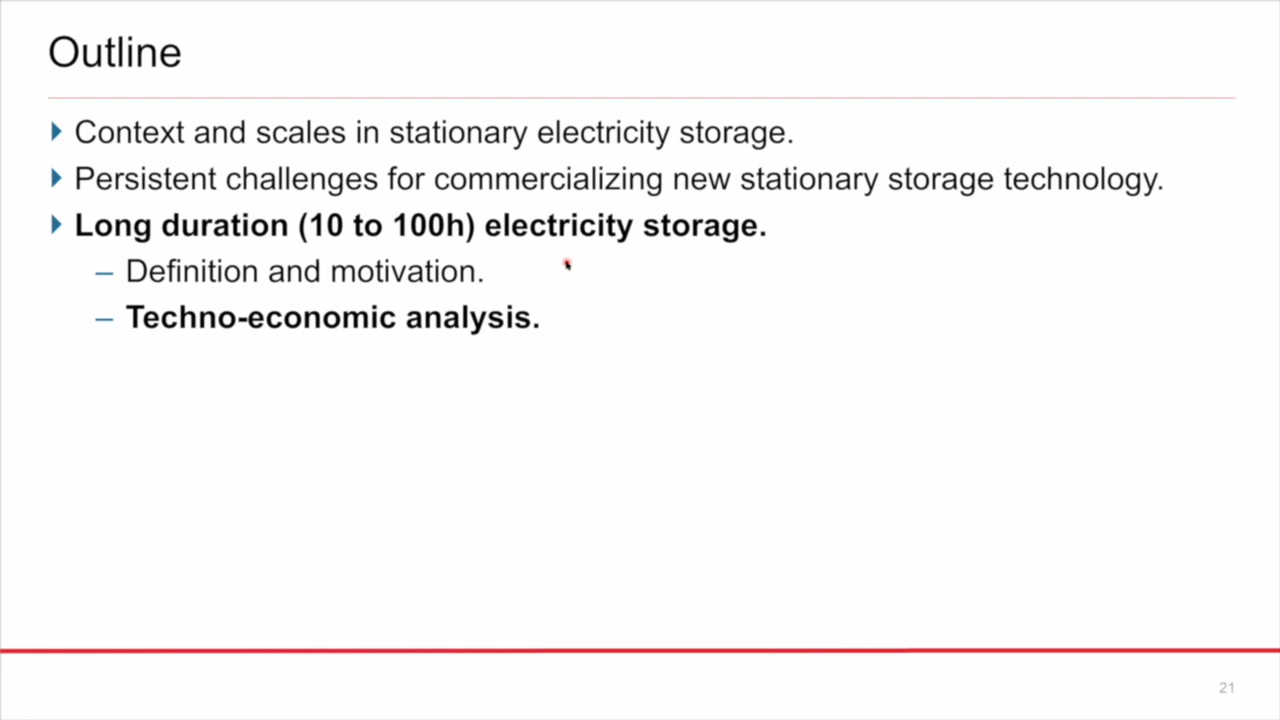 Outline
Context and scales in stationary electricity storage.
Persistent challenges for commercializing new stationary storage technology.
Long duration (10 to 100h) electricity storage.
– Definition and motivation.
– Techno-economic analysis.
21